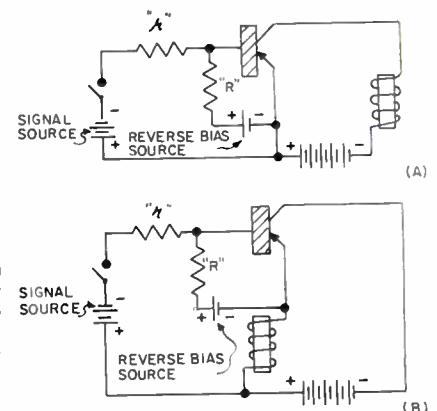 "r"
"R"
SIGNAL
SOURCE
REVERSE BIAS
SOURCE
- + + - + -
(A)
"r"
"R"
SIGNAL
SOURCE
- + + -
REVERSE BIAS
SOURCE
+ -
(B)